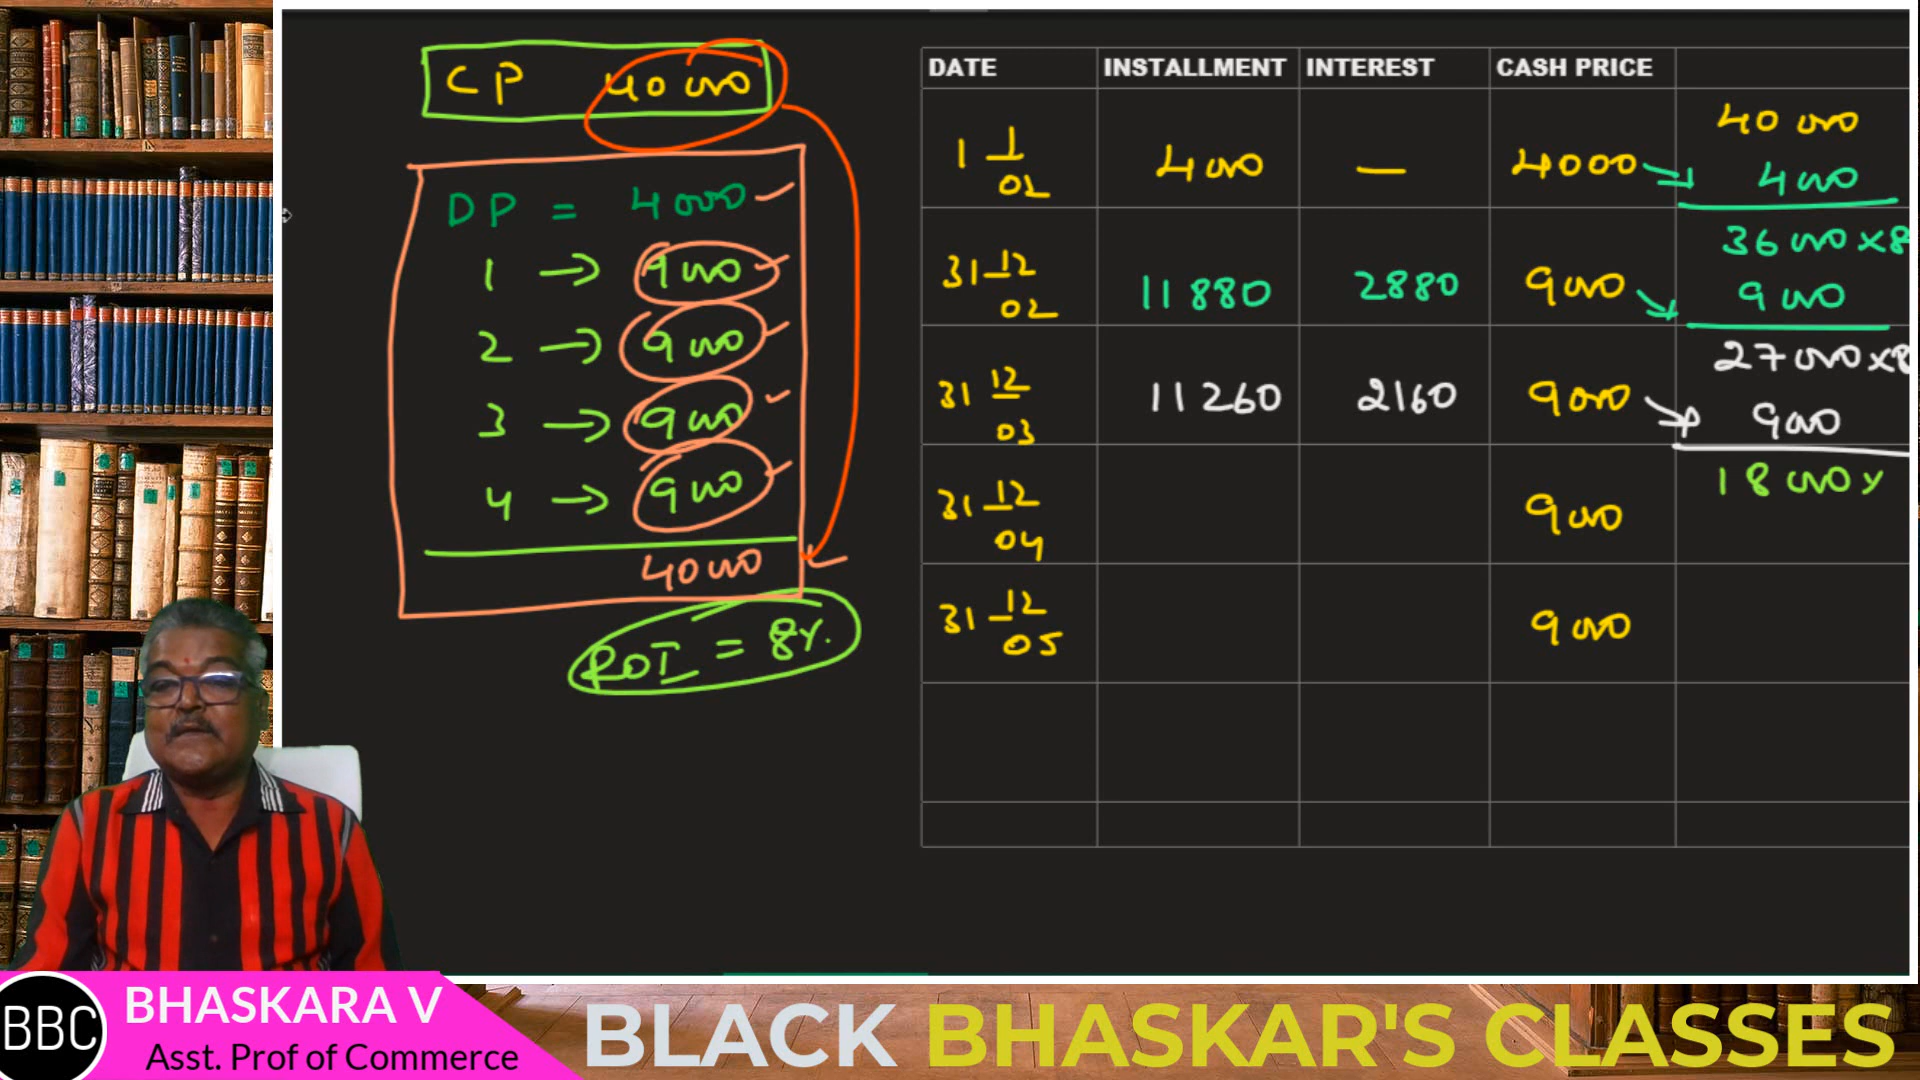 CP 40000
DP = 4000
1 → 9000
2 → 9000
3 → 9000
4 → 9000
40000
ROI = 8%
DATE INSTALLMENT INTEREST CASH PRICE
1 1 02 4000 — 4000 40000
4000
31 12 02 11880 2880 9000 36000 x 8
9000
31 12 03 11260 2160 9000 27000 x 8
9000
31 12 04 9000 18000 x
31 12 05 9000
BBC
BHASKARA V
Asst. Prof of Commerce
BLACK BHASKAR'S CLASSES